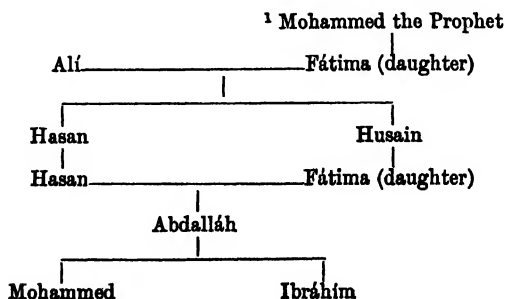 ¹ Mohammed the Prophet
Alí Fátima (daughter)
Hasan Husain
Hasan Fátima (daughter)
Abdalláh
Mohammed Ibráhím